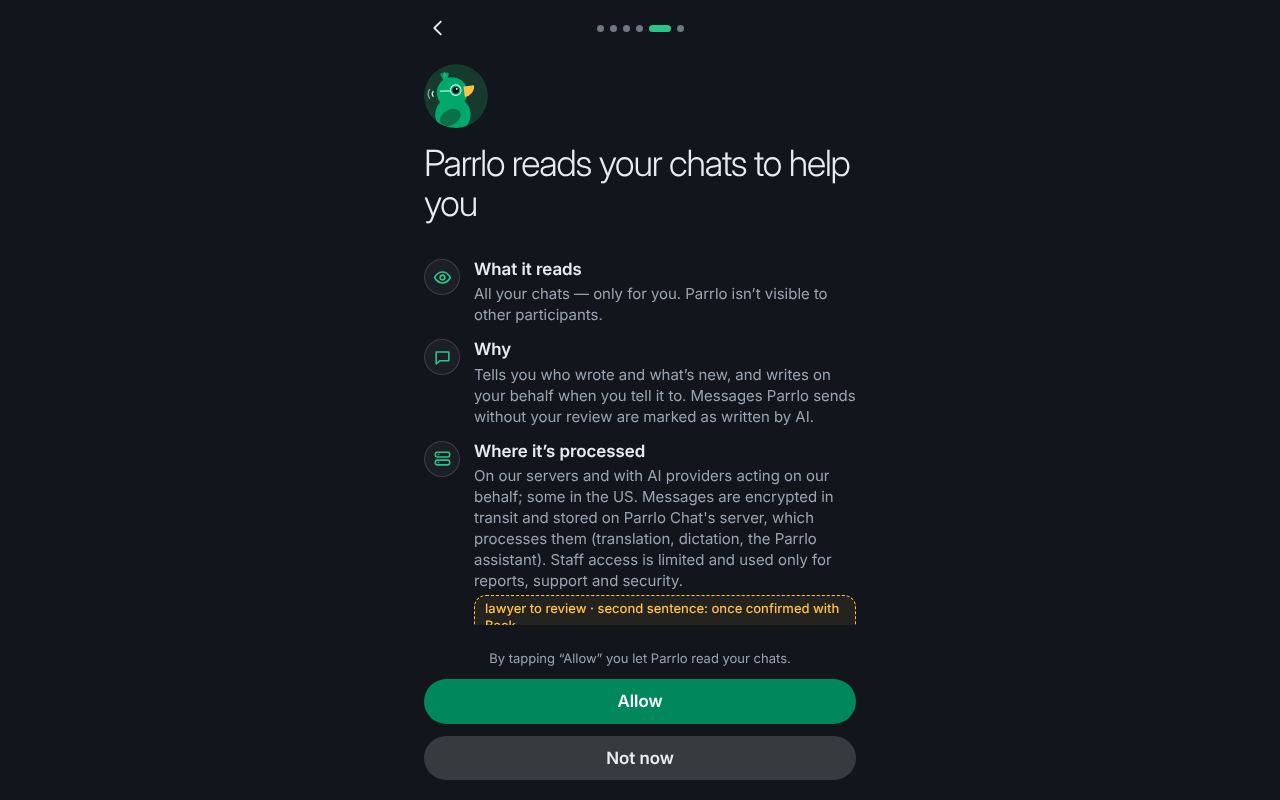 Parrlo reads your chats to help
you
What it reads
All your chats — only for you. Parrlo isn’t visible to
other participants.
Why
Tells you who wrote and what’s new, and writes on
your behalf when you tell it to. Messages Parrlo sends
without your review are marked as written by AI.
Where it’s processed
On our servers and with AI providers acting on our
behalf; some in the US. Messages are encrypted in
transit and stored on Parrlo Chat's server, which
processes them (translation, dictation, the Parrlo
assistant). Staff access is limited and used only for
reports, support and security.
lawyer to review · second sentence: once confirmed with
By tapping “Allow” you let Parrlo read your chats.
Allow
Not now